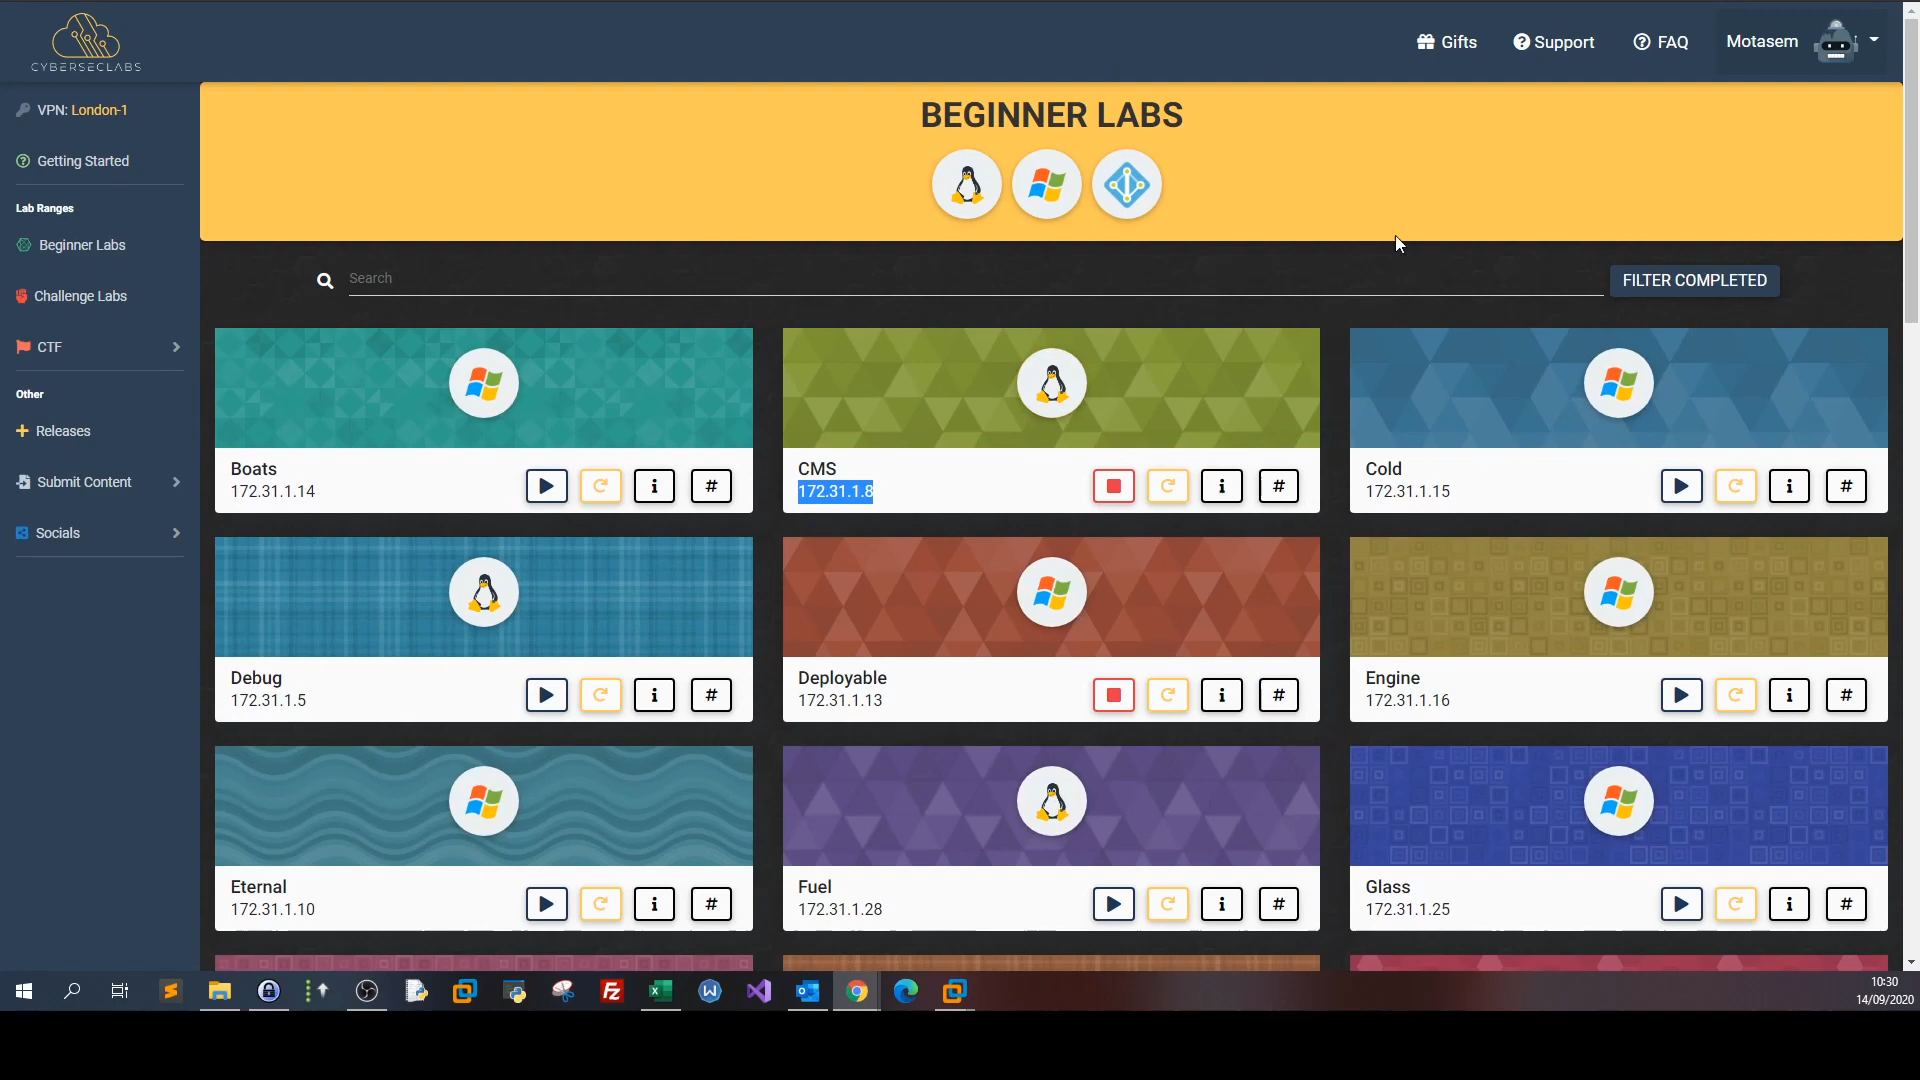 CYBERSECLABS
Gifts
Support
FAQ
Motasem
VPN: London-1
Getting Started
Lab Ranges
Beginner Labs
Challenge Labs
CTF
Other
Releases
Submit Content
Socials
BEGINNER LABS
Search
FILTER COMPLETED
Boats
172.31.1.14
i #
CMS
172.31.1.8
i #
Cold
172.31.1.15
i #
Debug
172.31.1.5
i #
Deployable
172.31.1.13
i #
Engine
172.31.1.16
i #
Eternal
172.31.1.10
i #
Fuel
172.31.1.28
i #
Glass
172.31.1.25
i #
10:30
14/09/2020